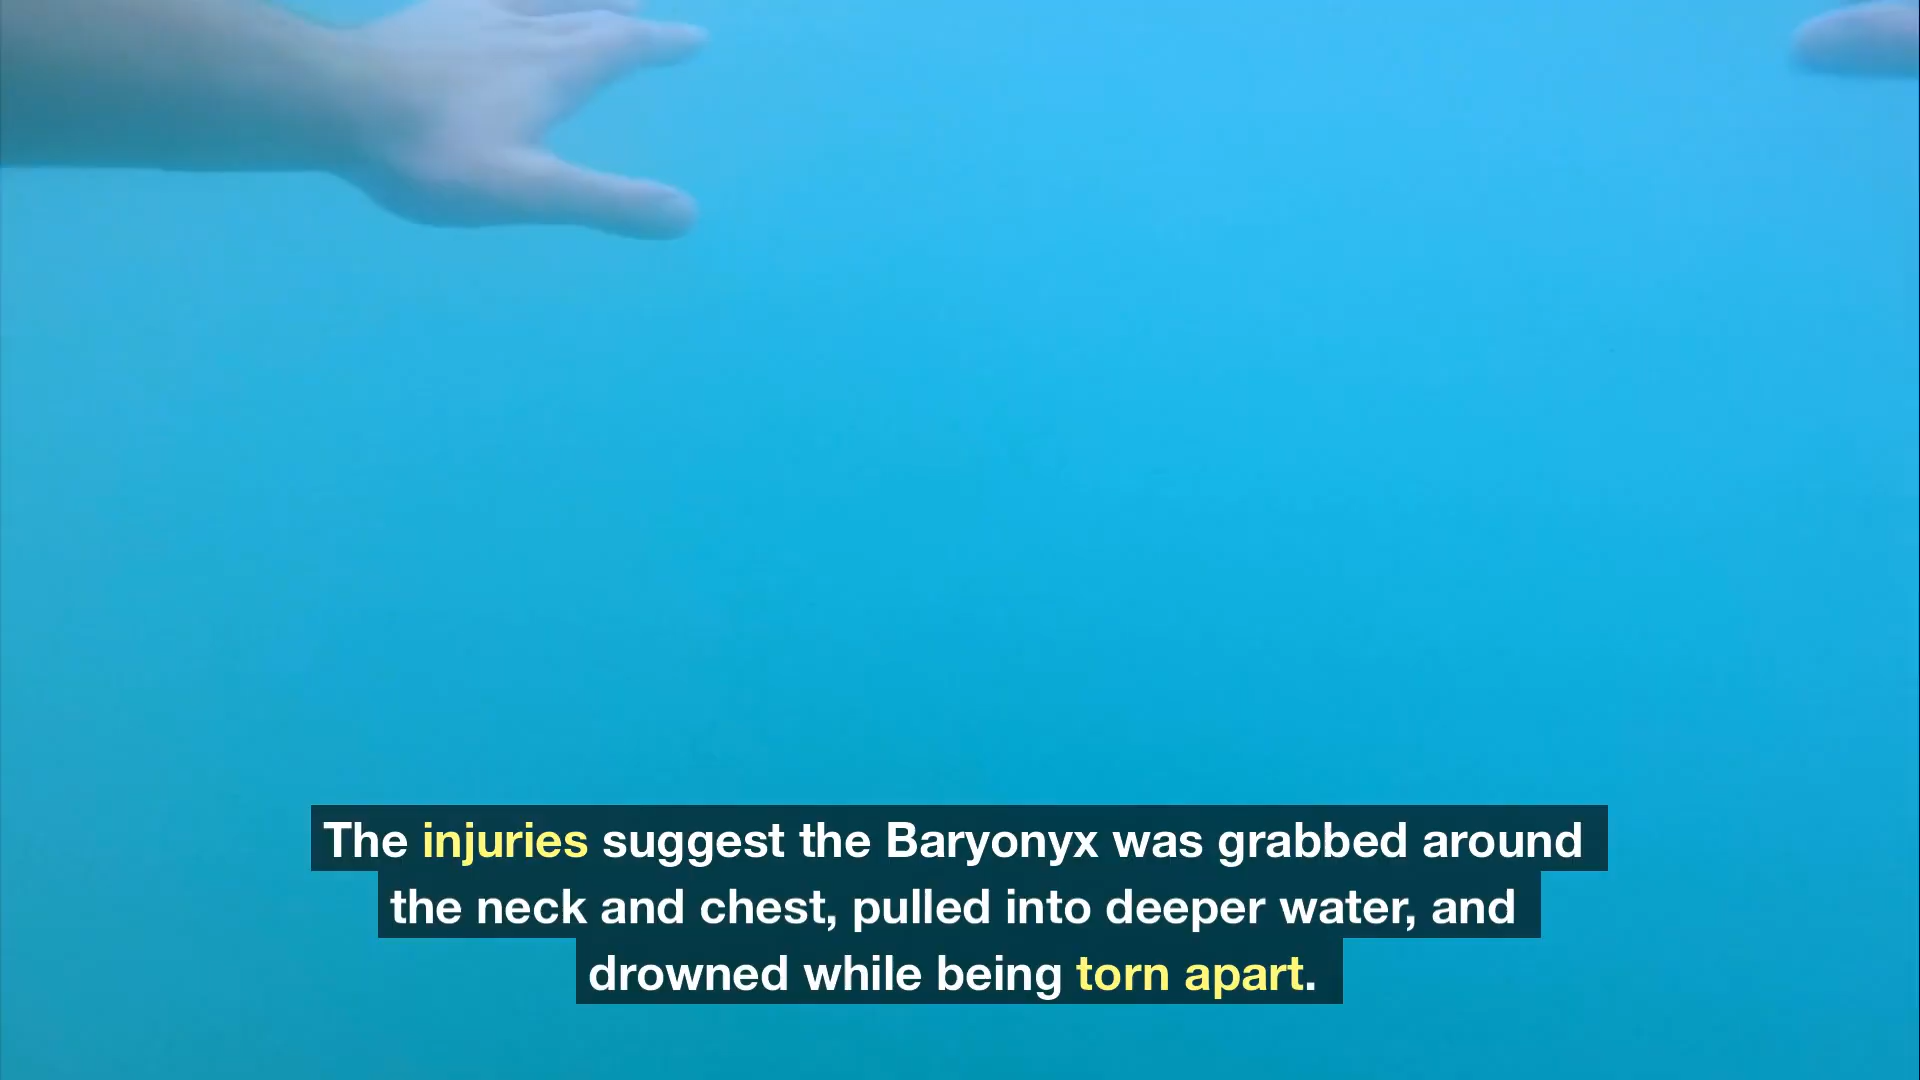 The injuries suggest the Baryonyx was grabbed around
the neck and chest, pulled into deeper water, and
drowned while being torn apart.